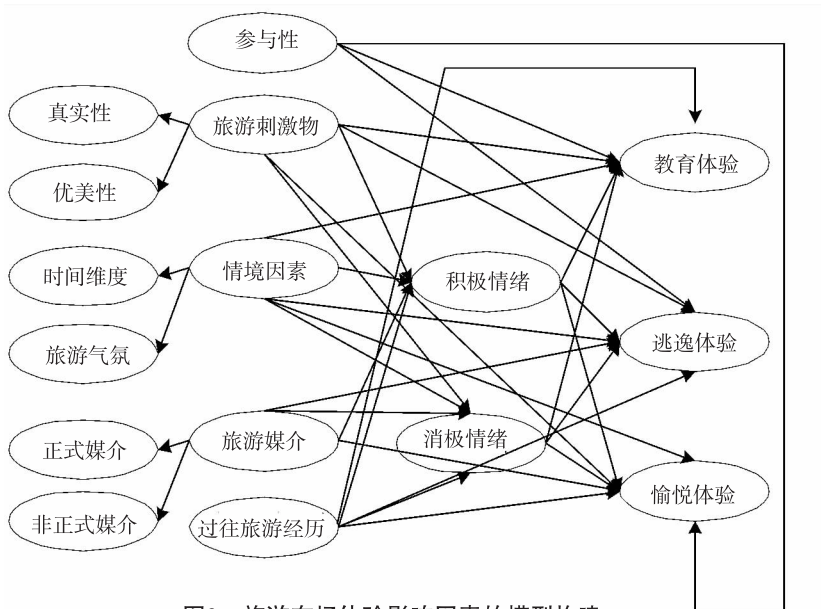 参与性
真实性
旅游刺激物
优美性
教育体验
时间维度
情境因素
积极情绪
旅游气氛
逃逸体验
正式媒介
旅游媒介
消极情绪
愉悦体验
非正式媒介
过往旅游经历